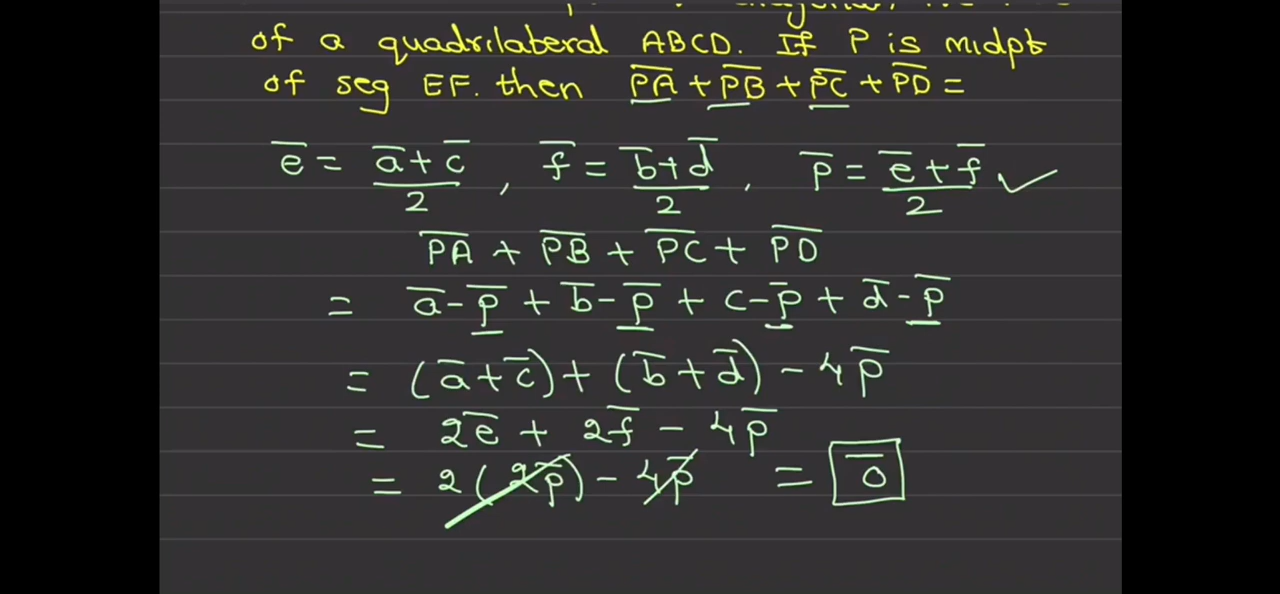 of a quadrilateral ABCD. If P is midpt
of seg EF. then P̅A̅ + P̅B̅ + P̅C̅ + P̅D̅ =
e̅ = (a̅ + c̅)/2 , f̅ = (b̅ + d̅)/2 , p̅ = (e̅ + f̅)/2 ✓
P̅A̅ + P̅B̅ + P̅C̅ + P̅D̅
= a̅ - p̅ + b̅ - p̅ + c - p̅ + d̅ - p̅
= (a̅ + c̅) + (b̅ + d̅) - 4p̅
= 2e̅ + 2f̅ - 4p̅
= 2(2p̅) - 4p̅ = 0̅